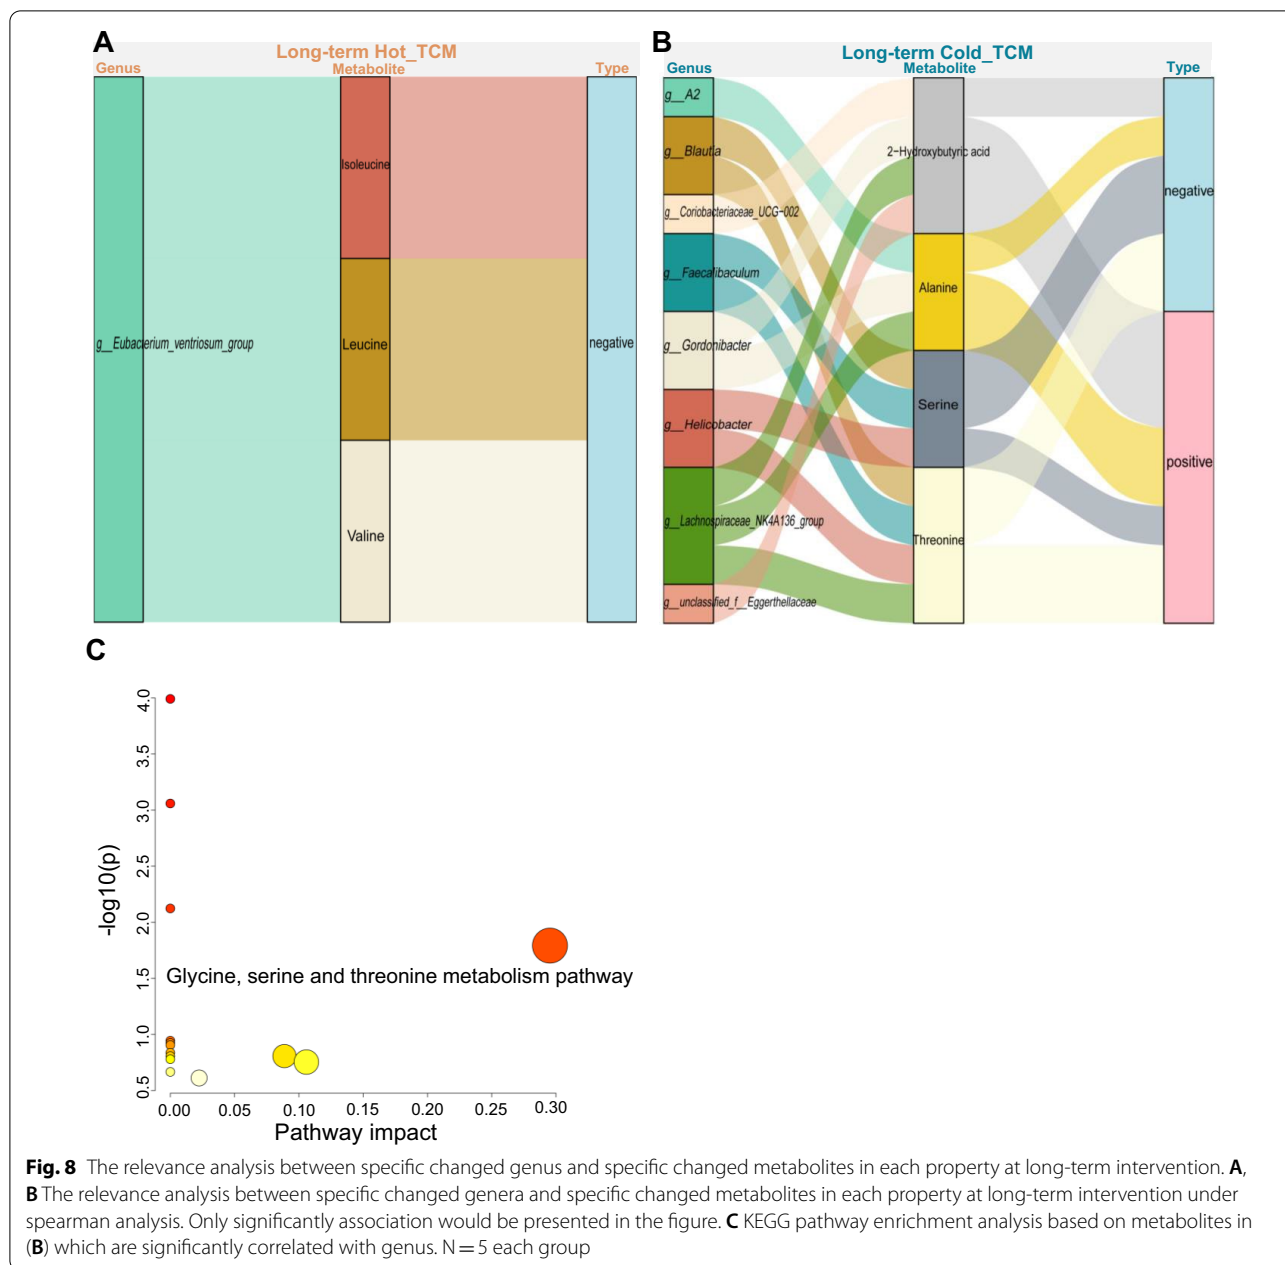 A
Long-term Hot_TCM
Genus Metabolite Type
Isoleucine
g__Eubacterium_ventriosum_group
Leucine
negative
Valine
B
Long-term Cold_TCM
Genus Metabolite Type
g__A2
g__Blautia
g__Coriobacteriaceae_UCG-002
g__Faecalibaculum
g__Gordonibacter
g__Helicobacter
g__Lachnospiraceae_NK4A136_group
g__unclassified_f__Eggerthellaceae
2-Hydroxybutyric acid
Alanine
Serine
Threonine
negative
positive
C
4.0
3.5
3.0
2.5
2.0
1.5
1.0
0.5
-log10(p)
Glycine, serine and threonine metabolism pathway
0.00 0.05 0.10 0.15 0.20 0.25 0.30
Pathway impact
Fig. 8 The relevance analysis between specific changed genus and specific changed metabolites in each property at long-term intervention. A,
B The relevance analysis between specific changed genera and specific changed metabolites in each property at long-term intervention under
spearman analysis. Only significantly association would be presented in the figure. C KEGG pathway enrichment analysis based on metabolites in
(B) which are significantly correlated with genus. N = 5 each group